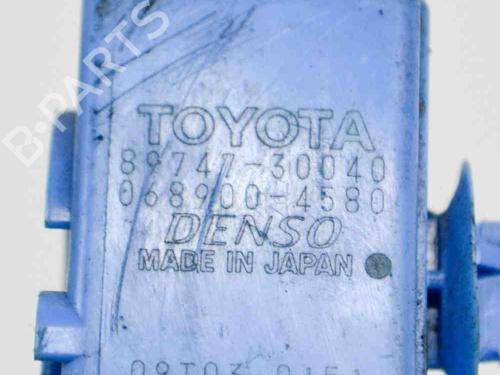 B-PARTS
TOYOTA
89747-30040
068900-4580
DENSO
MADE IN JAPAN